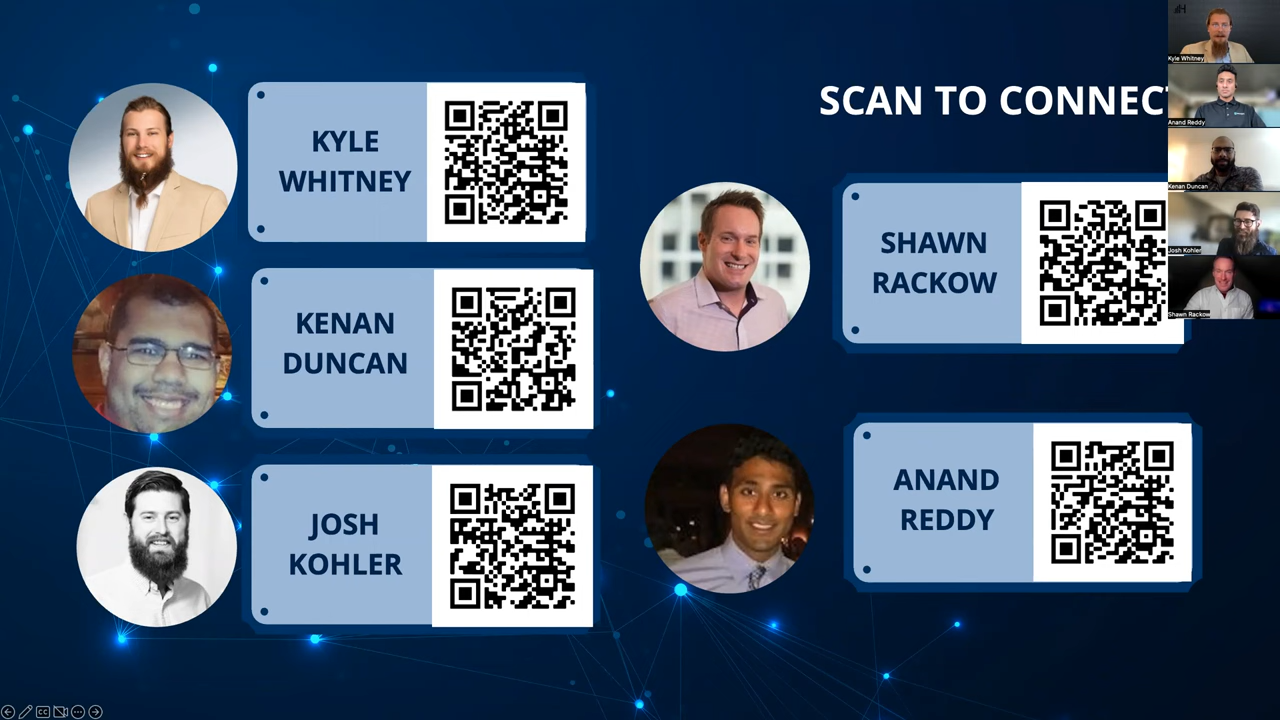 KYLE
WHITNEY
KENAN
DUNCAN
JOSH
KOHLER
SCAN TO CONNECT
SHAWN
RACKOW
ANAND
REDDY
Kyle Whitney
Anand Reddy
Kenan Duncan
Josh Kohler
Shawn Rackow
CC